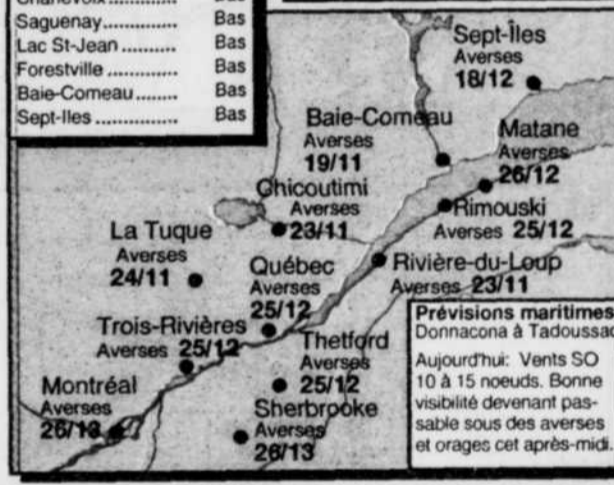 Charlevoix ............. Bas
Saguenay ................ Bas
Lac St-Jean ............ Bas
Forestville ............. Bas
Baie-Comeau ........ Bas
Sept-Iles ............... Bas
Sept-Îles
Averses
18/12
Baie-Comeau
Averses
19/11
Matane
Averses
26/12
Chicoutimi
Averses
23/11
Rimouski
Averses 25/12
La Tuque
Averses
24/11
Québec
Averses
25/12
Rivière-du-Loup
Averses 23/11
Trois-Rivières
Averses 25/12
Thetford
Averses
25/12
Montréal
Averses
26/13
Sherbrooke
Averses
26/13
Prévisions maritimes
Donnacona à Tadoussac
Aujourd'hui: Vents SO
10 à 15 noeuds. Bonne
visibilité devenant pas-
sable sous des averses
et orages cet après-midi.